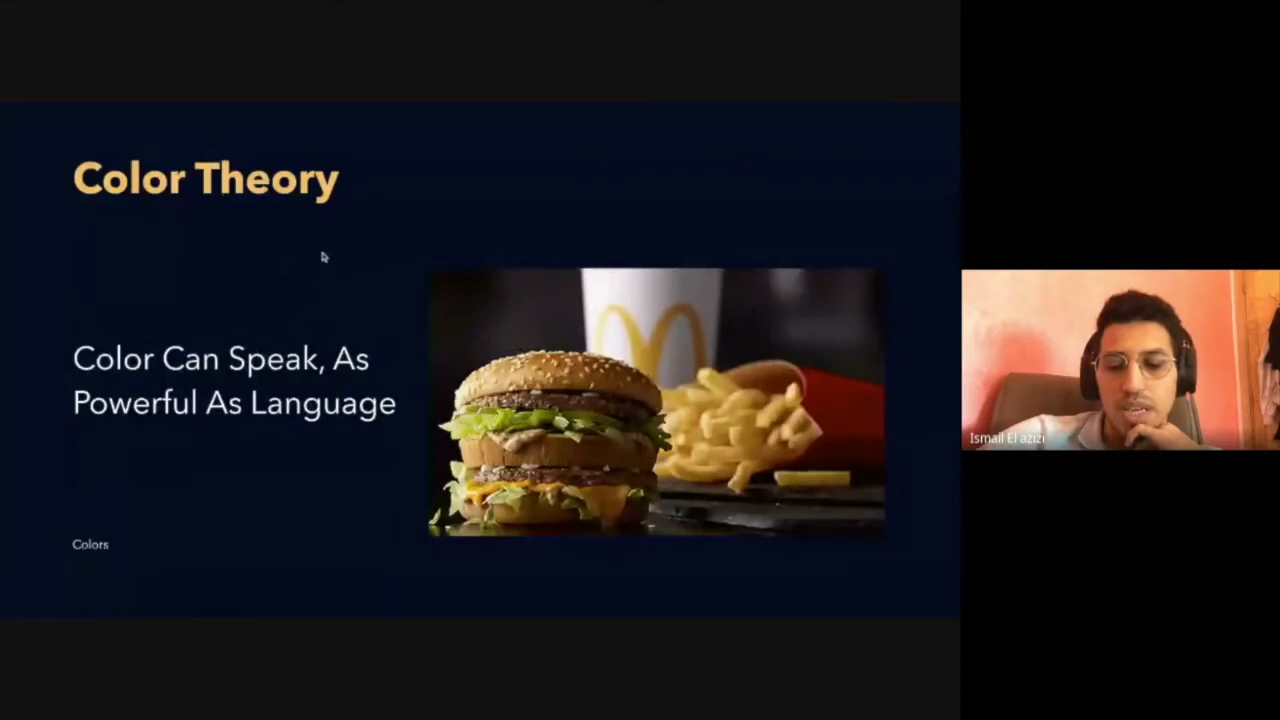 Color Theory
Color Can Speak, As
Powerful As Language
Colors
Ismail El azizi